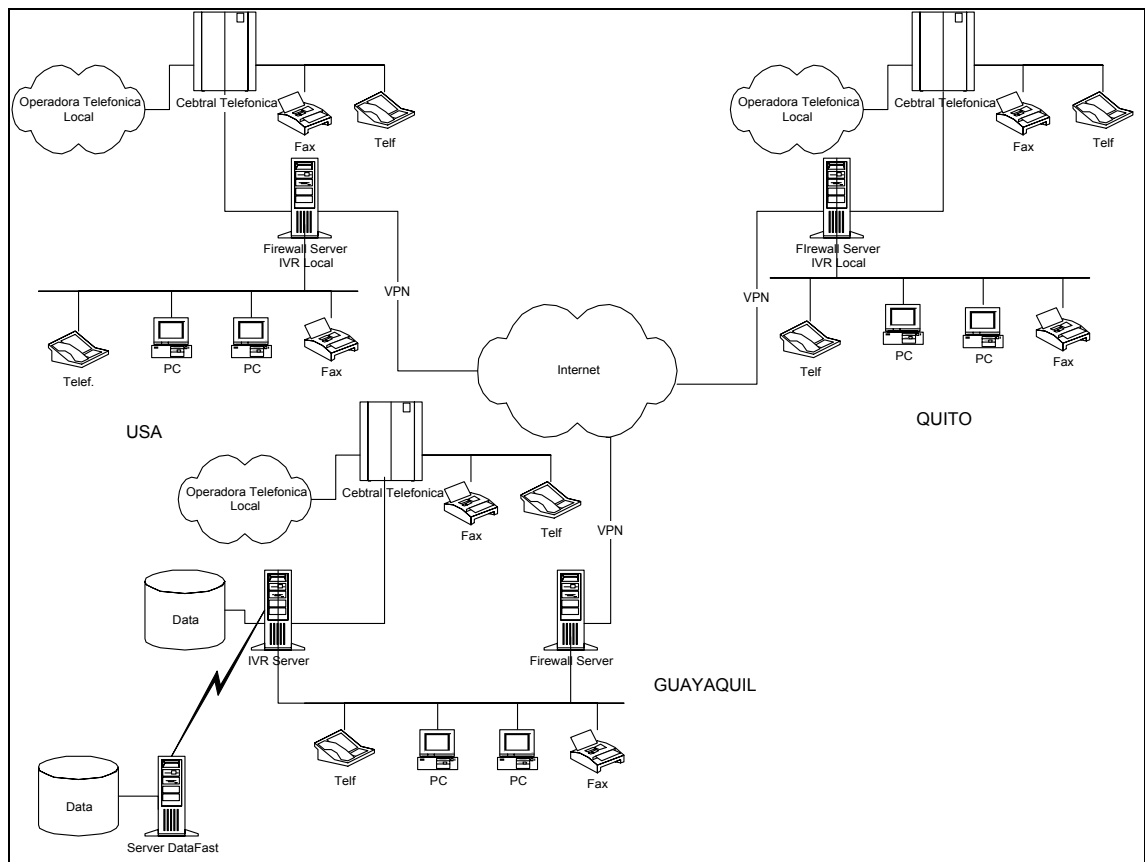 Operadora Telefonica
Local
Cebtral Telefonica
Fax
Telf
Firewall Server
IVR Local
VPN
Telef.
PC
PC
Fax
USA
Operadora Telefonica
Local
Cebtral Telefonica
Fax
Telf
FIrewall Server
IVR Local
VPN
Telf
PC
PC
Fax
QUITO
Internet
Operadora Telefonica
Local
Cebtral Telefonica
Fax
Telf
VPN
Data
IVR Server
Firewall Server
GUAYAQUIL
Telf
PC
PC
Fax
Data
Server DataFast